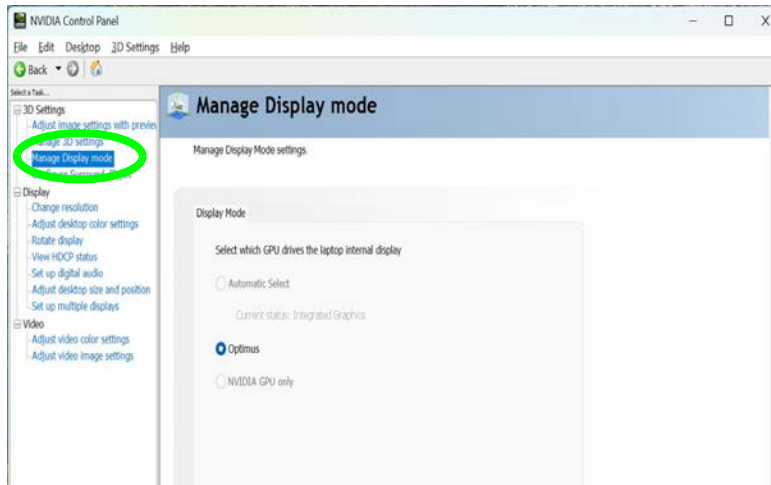 NVIDIA Control Panel
File Edit Desktop 3D Settings Help
Back
Select a Task...
3D Settings
Adjust image settings with preview
Manage 3D settings
Manage Display mode
Display
Change resolution
Adjust desktop color settings
Rotate display
View HDCP status
Set up digital audio
Adjust desktop size and position
Set up multiple displays
Video
Adjust video color settings
Adjust video image settings
Manage Display mode
Manage Display Mode settings.
Display Mode
Select which GPU drives the laptop internal display
Automatic Select
Current status: Integrated Graphics
Optimus
NVIDIA GPU only